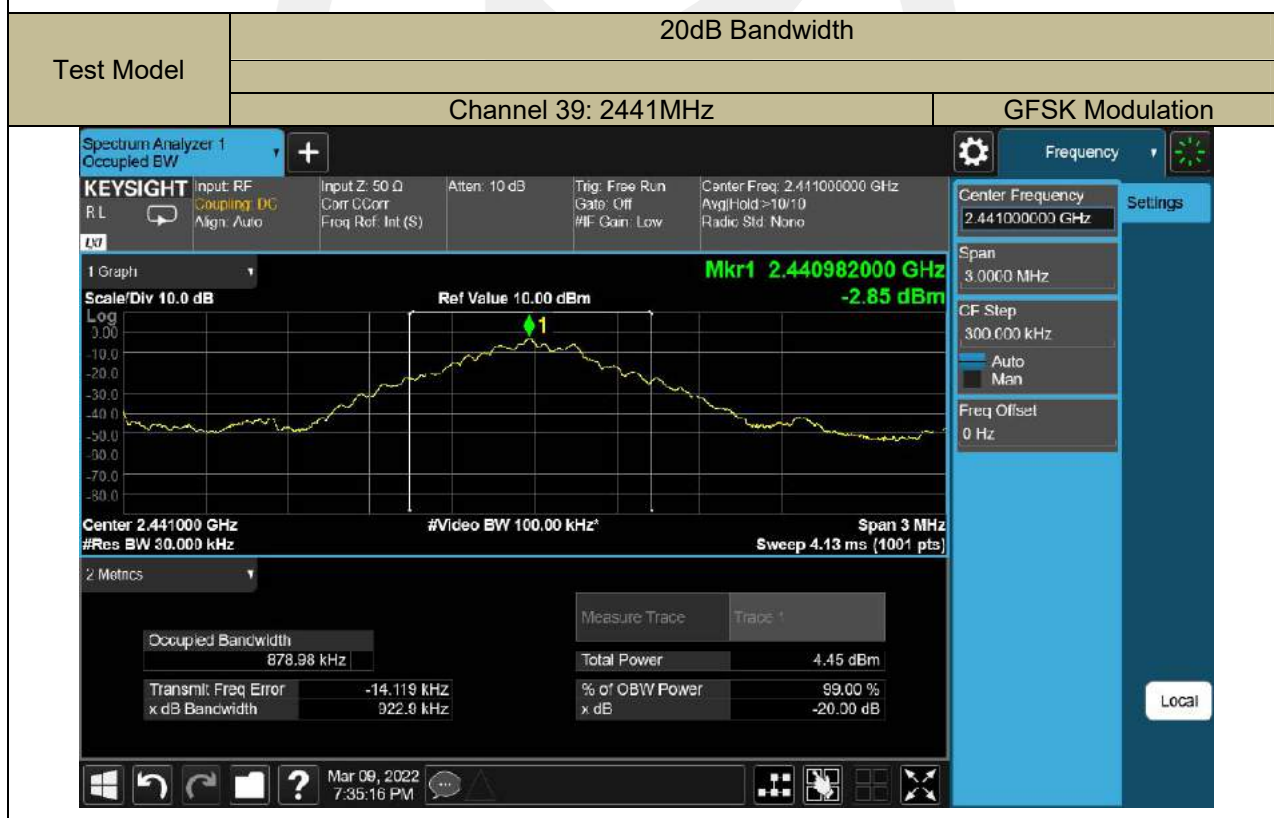 20dB Bandwidth
Test Model
Channel 39: 2441MHz GFSK Modulation
Spectrum Analyzer 1
Occupied BW
+
Frequency
KEYSIGHT Input: RF Input Z: 50 Ω Atten: 10 dB Trig: Free Run Center Freq: 2.441000000 GHz
RL Coupling: DC Corr CCorr Gate: Off Avg|Hold:>10/10
Align: Auto Freq Ref: Int (S) #IF Gain: Low Radio Std: None
LXI
Center Frequency Settings
2.441000000 GHz
Span
3.0000 MHz
CF Step
300.000 kHz
Auto
Man
Freq Offset
0 Hz
Local
1 Graph
Mkr1 2.440982000 GHz
Scale/Div 10.0 dB Ref Value 10.00 dBm -2.85 dBm
Log
0.00
-10.0
-20.0
-30.0
-40.0
-50.0
-60.0
-70.0
-80.0
1
Center 2.441000 GHz #Video BW 100.00 kHz* Span 3 MHz
#Res BW 30.000 kHz Sweep 4.13 ms (1001 pts)
2 Metrics
Measure Trace Trace 1
Occupied Bandwidth
878.98 kHz Total Power 4.45 dBm
Transmit Freq Error -14.119 kHz % of OBW Power 99.00 %
x dB Bandwidth 922.9 kHz x dB -20.00 dB
? Mar 09, 2022
7:35:16 PM